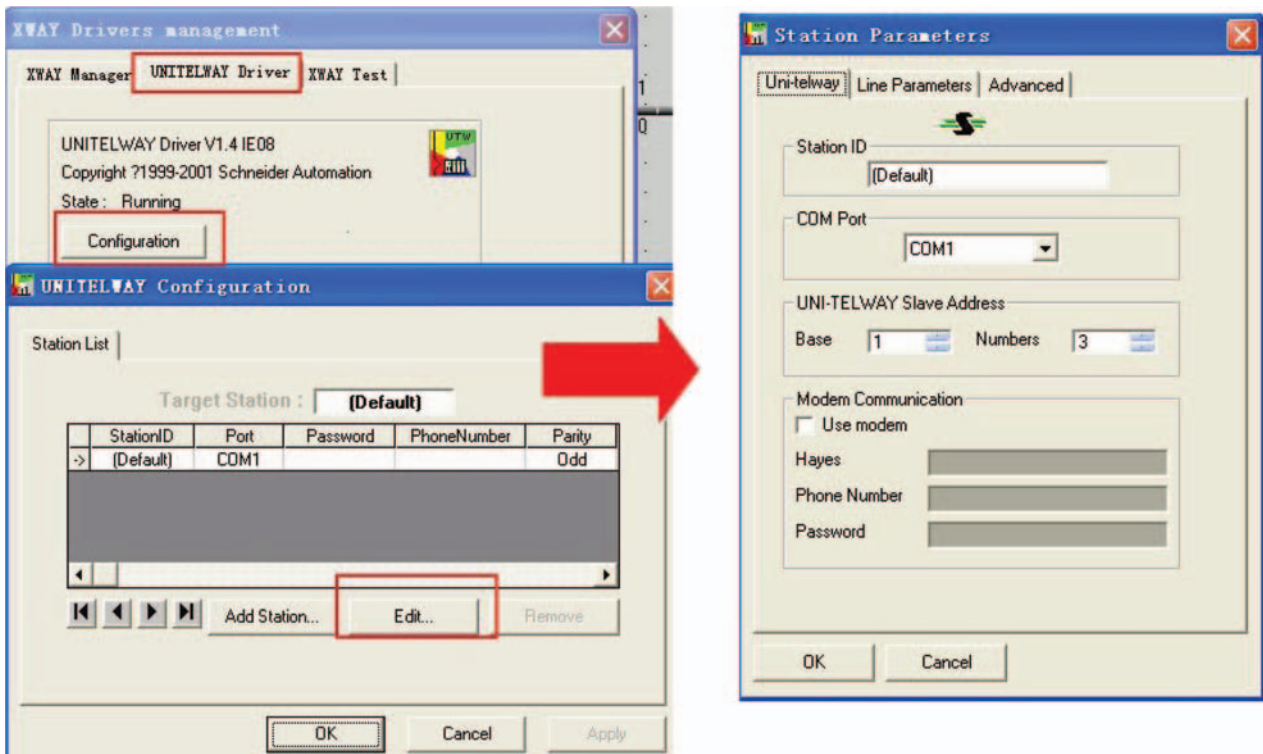 XWAY Drivers management
XWAY Manager UNITELWAY Driver XWAY Test
UNITELWAY Driver V1.4 IE08
UTW
Copyright ?1999-2001 Schneider Automation
State : Running
Configuration
1
0
UNITELWAY Configuration
Station List
Target Station : (Default)
StationID Port Password PhoneNumber Parity
-> (Default) COM1 Odd
Add Station... Edit... Remove
OK Cancel Apply
Station Parameters
Uni-telway Line Parameters Advanced
S
Station ID
(Default)
COM Port
COM1
UNI-TELWAY Slave Address
Base 1 Numbers 3
Modem Communication
Use modem
Hayes
Phone Number
Password
OK Cancel